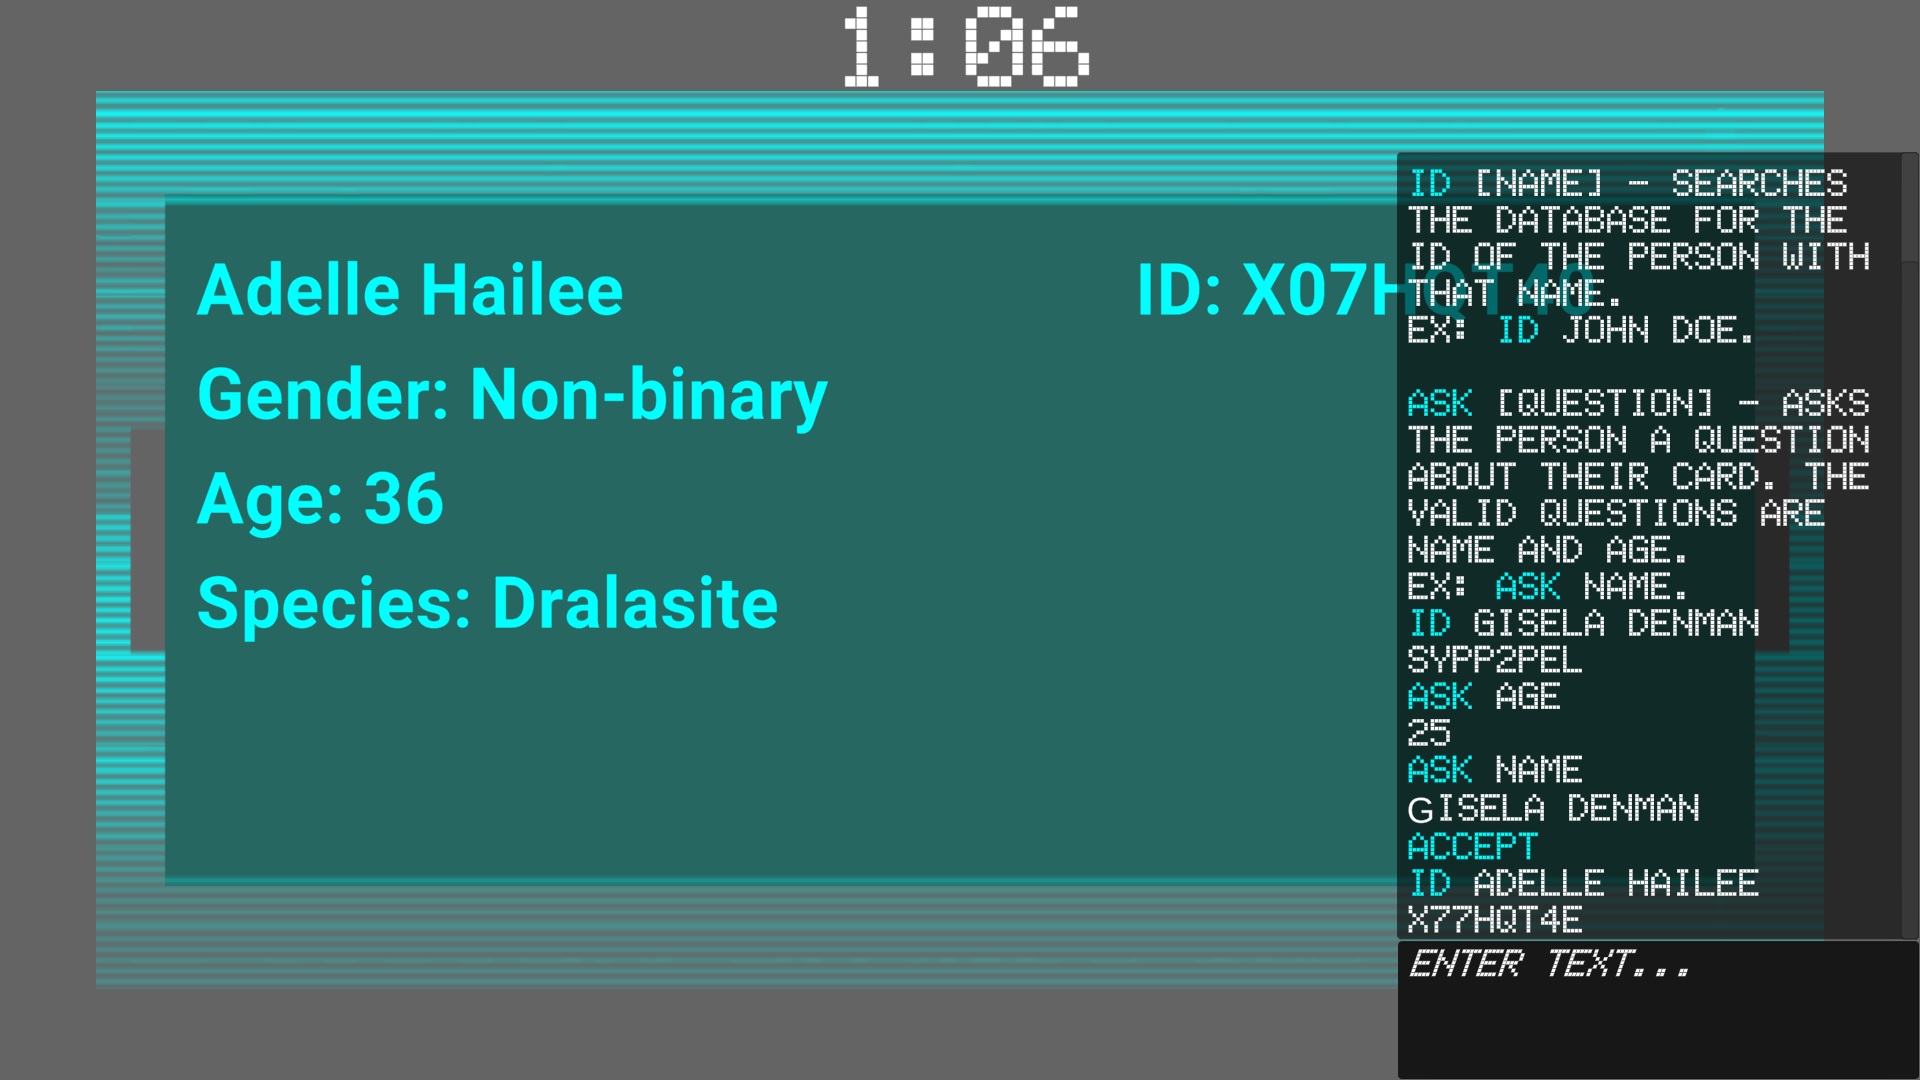 1:06
Adelle Hailee
ID: X07HQT40
Gender: Non-binary
Age: 36
Species: Dralasite
ID [NAME] - SEARCHES
THE DATABASE FOR THE
ID OF THE PERSON WITH
THAT NAME.
EX: ID JOHN DOE.
ASK [QUESTION] - ASKS
THE PERSON A QUESTION
ABOUT THEIR CARD. THE
VALID QUESTIONS ARE
NAME AND AGE.
EX: ASK NAME.
ID GISELA DENMAN
SYPP2PEL
ASK AGE
25
ASK NAME
GISELA DENMAN
ACCEPT
ID ADELLE HAILEE
X77HQT4E
ENTER TEXT...